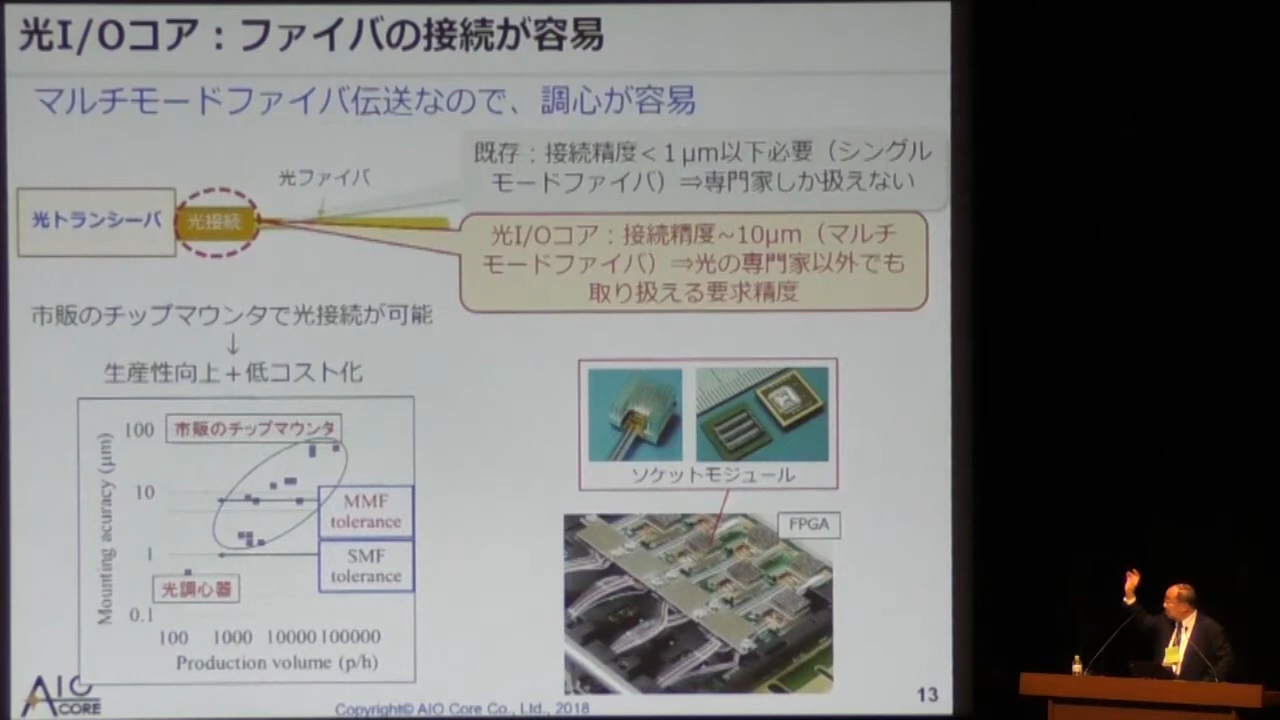 光I/Oコア：ファイバの接続が容易
マルチモードファイバ伝送なので、調心が容易
既存：接続精度＜１μm以下必要（シングル
モードファイバ）⇒専門家しか扱えない
光ファイバ
光トランシーバ
光接続
光I/Oコア：接続精度~10μm（マルチ
モードファイバ）⇒光の専門家以外でも
取り扱える要求精度
市販のチップマウンタで光接続が可能
↓
生産性向上＋低コスト化
Mounting acuracy (μm)
100
10
1
0.1
市販のチップマウンタ
MMF
tolerance
SMF
tolerance
光調心器
100 1000 10000 100000
Production volume (p/h)
ソケットモジュール
FPGA
AIO
CORE
Copyright© AIO Core Co., Ltd., 2018
13